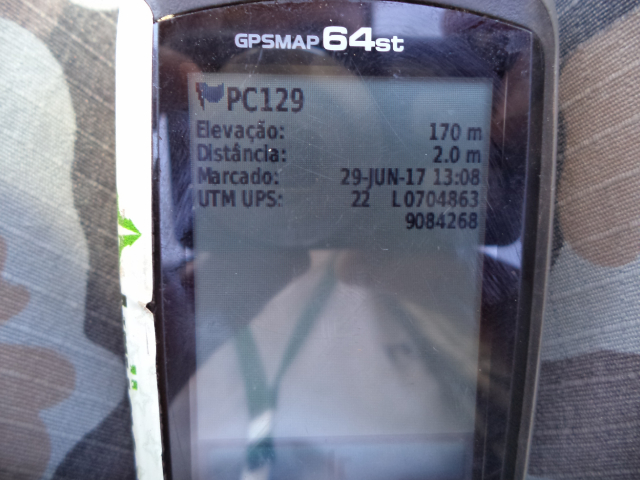 GPSMAP 64st
PC129
Elevação: 170 m
Distância: 2.0 m
Marcado: 29-JUN-17 13:08
UTM UPS: 22 L 0704863
9084268